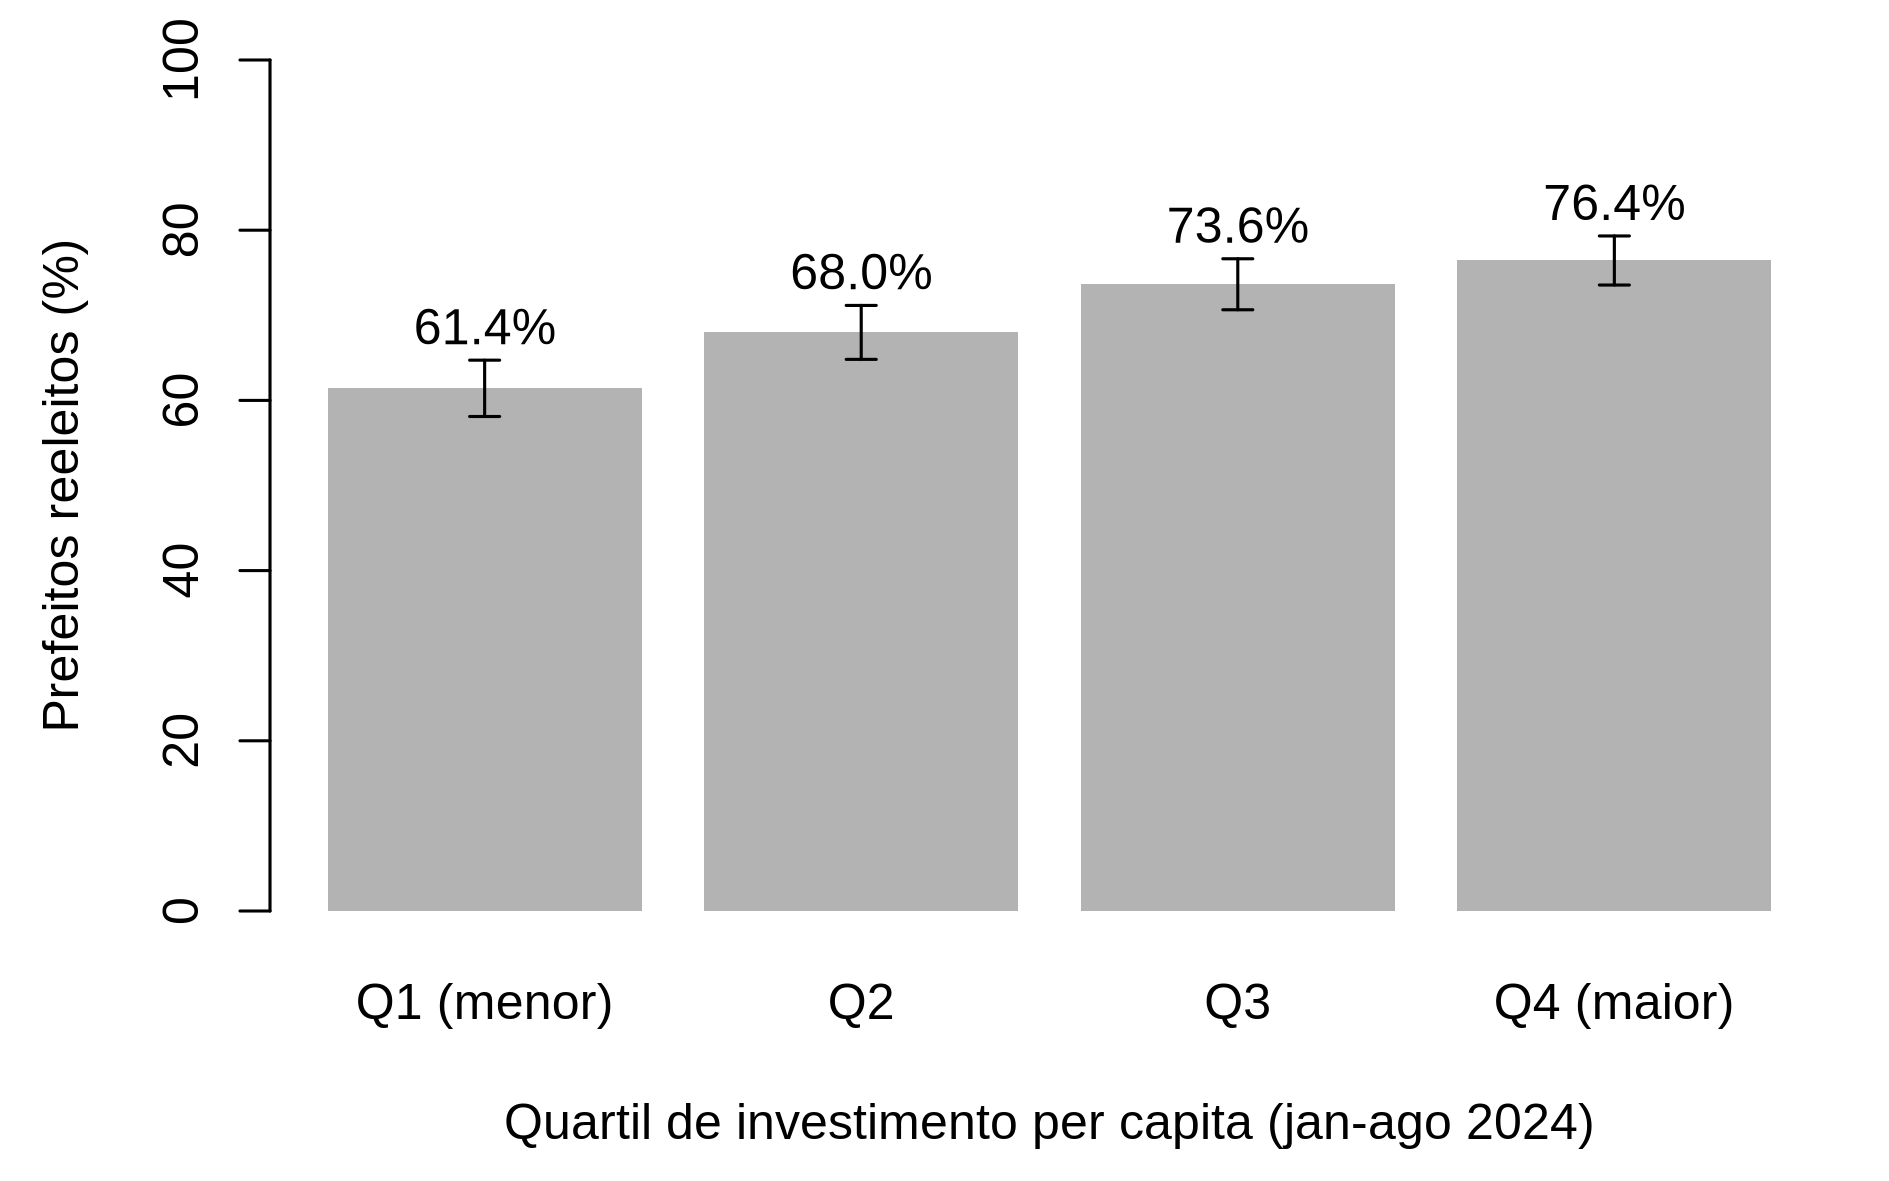 Prefeitos reeleitos (%)
100
80
60
40
20
0
61.4%
68.0%
73.6%
76.4%
Q1 (menor)
Q2
Q3
Q4 (maior)
Quartil de investimento per capita (jan-ago 2024)